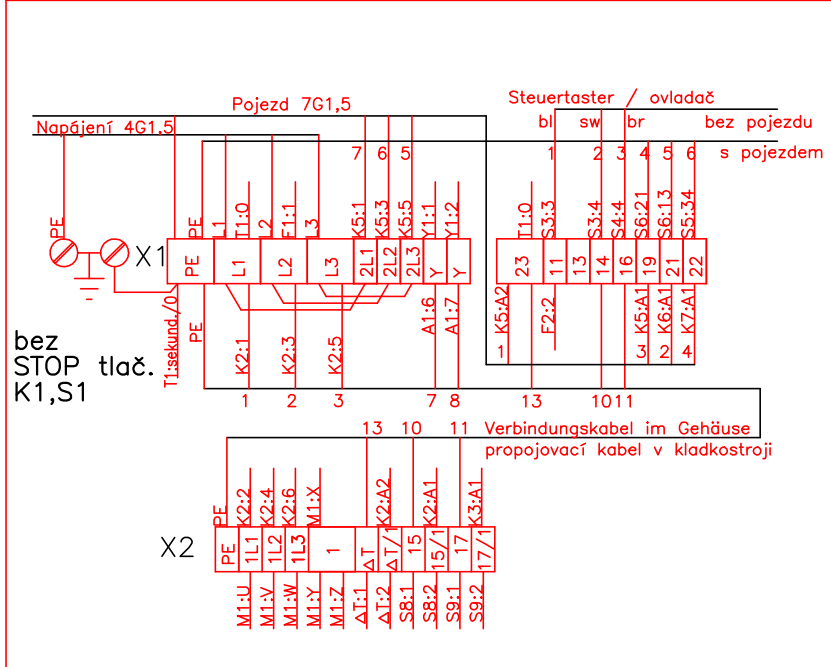 Pojezd 7G1,5
Steuertaster / ovladač
Napájení 4G1,5
bl sw br bez pojezdu
7 6 5 1 2 3 4 5 6 s pojezdem
PE PE L1 T1:0 L2 F1:1 L3 K5:1 K5:3 K5:5 Y1:1 Y1:2 T1:0 S3:3 S3:4 S4:4 S6:21 S6:13 S5:34
X1 PE L1 L2 L3 2L1 2L2 2L3 Y Y 23 11 13 14 16 19 21 22
T1:sekund./0 PE K2:1 K2:3 K2:5 A1:6 A1:7 K5:A2 F2:2 K5:A1 K6:A1 K7:A1
1 3 2 4
bez
STOP tlač.
K1,S1
1 2 3 7 8 13 10 11
13 10 11 Verbindungskabel im Gehäuse
propojovací kabel v kladkostroji
PE K2:2 K2:4 K2:6 M1:X K2:A2 K2:A1 K3:A1
X2 PE 1L1 1L2 1L3 1 ΔT ΔT/1 15 15/1 17 17/1
M1:U M1:V M1:W M1:Y M1:Z ΔT:1 ΔT:2 S8:1 S8:2 S9:1 S9:2